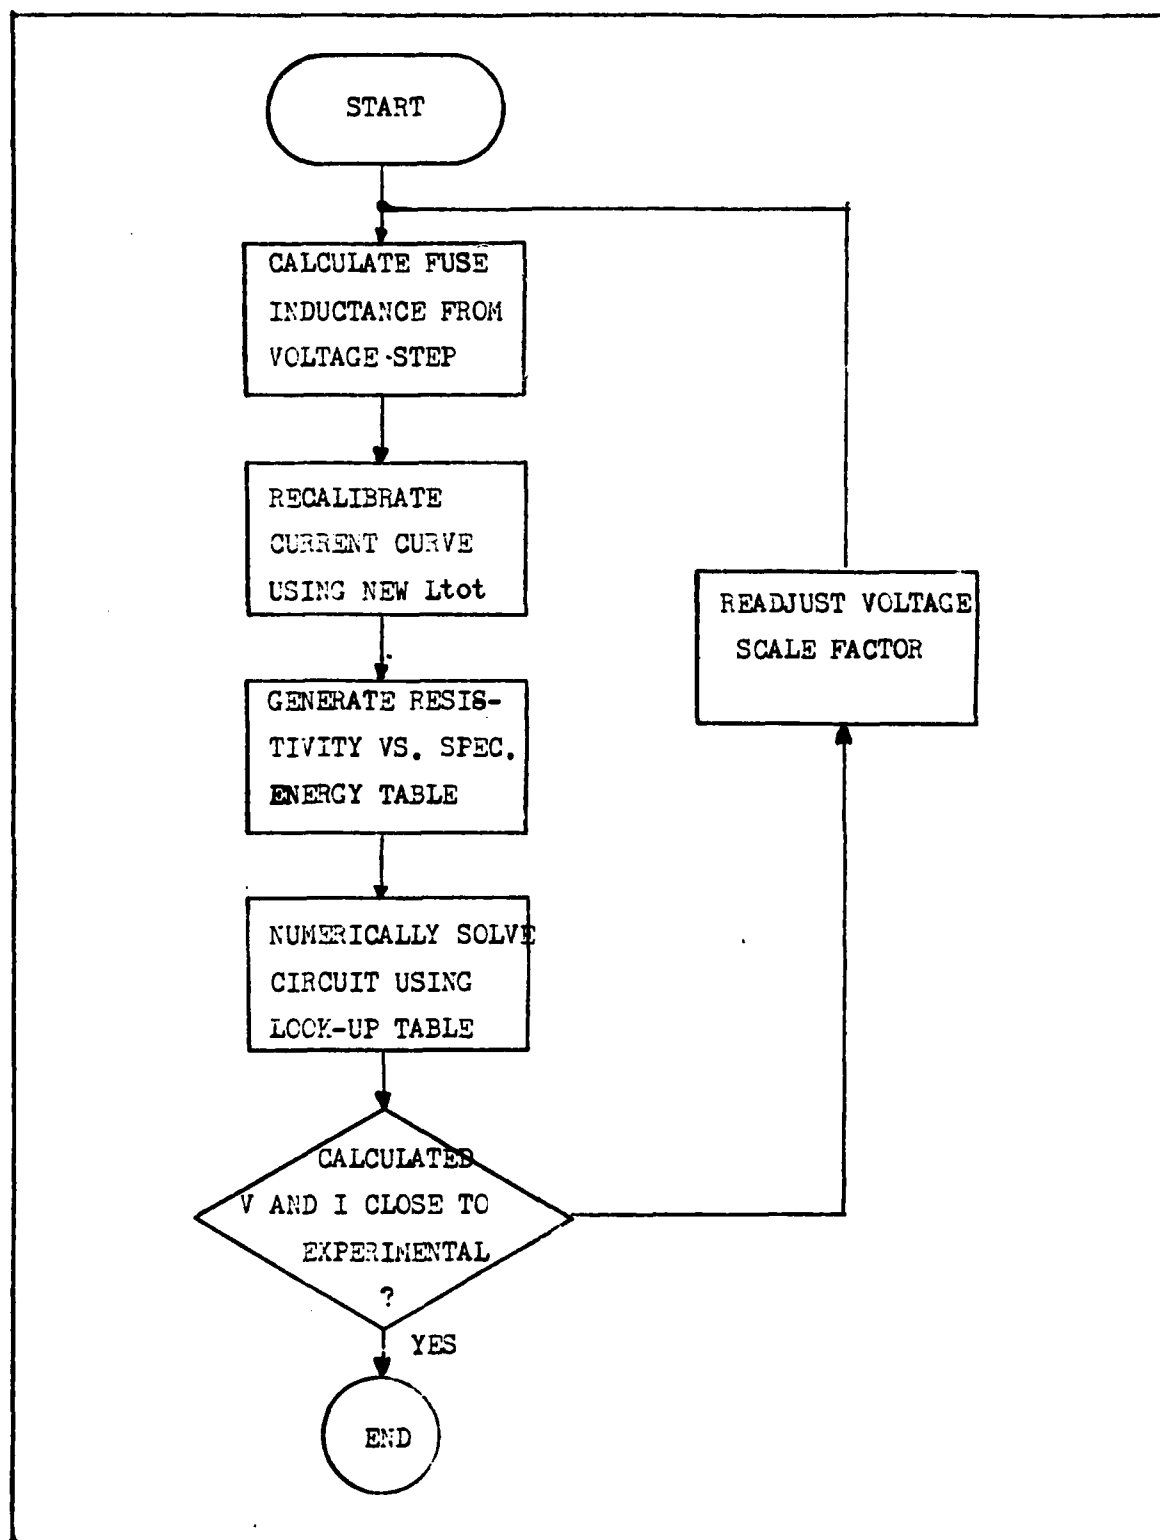 START
CALCULATE FUSE
INDUCTANCE FROM
VOLTAGE-STEP
RECALIBRATE
CURRENT CURVE
USING NEW Ltot
GENERATE RESIS-
TIVITY VS. SPEC.
ENERGY TABLE
NUMERICALLY SOLVE
CIRCUIT USING
LOOK-UP TABLE
CALCULATED
V AND I CLOSE TO
EXPERIMENTAL
?
YES
END
READJUST VOLTAGE
SCALE FACTOR